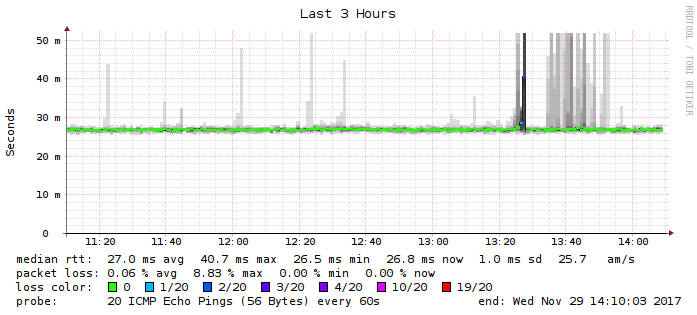 Last 3 Hours
RRDTOOL / TOBI OETIKER
Seconds
50 m
40 m
30 m
20 m
10 m
0
11:20 11:40 12:00 12:20 12:40 13:00 13:20 13:40 14:00
median rtt: 27.0 ms avg 40.7 ms max 26.5 ms min 26.8 ms now 1.0 ms sd 25.7 am/s
packet loss: 0.06 % avg 8.83 % max 0.00 % min 0.00 % now
loss color: 0 1/20 2/20 3/20 4/20 10/20 19/20
probe: 20 ICMP Echo Pings (56 Bytes) every 60s end: Wed Nov 29 14:10:03 2017